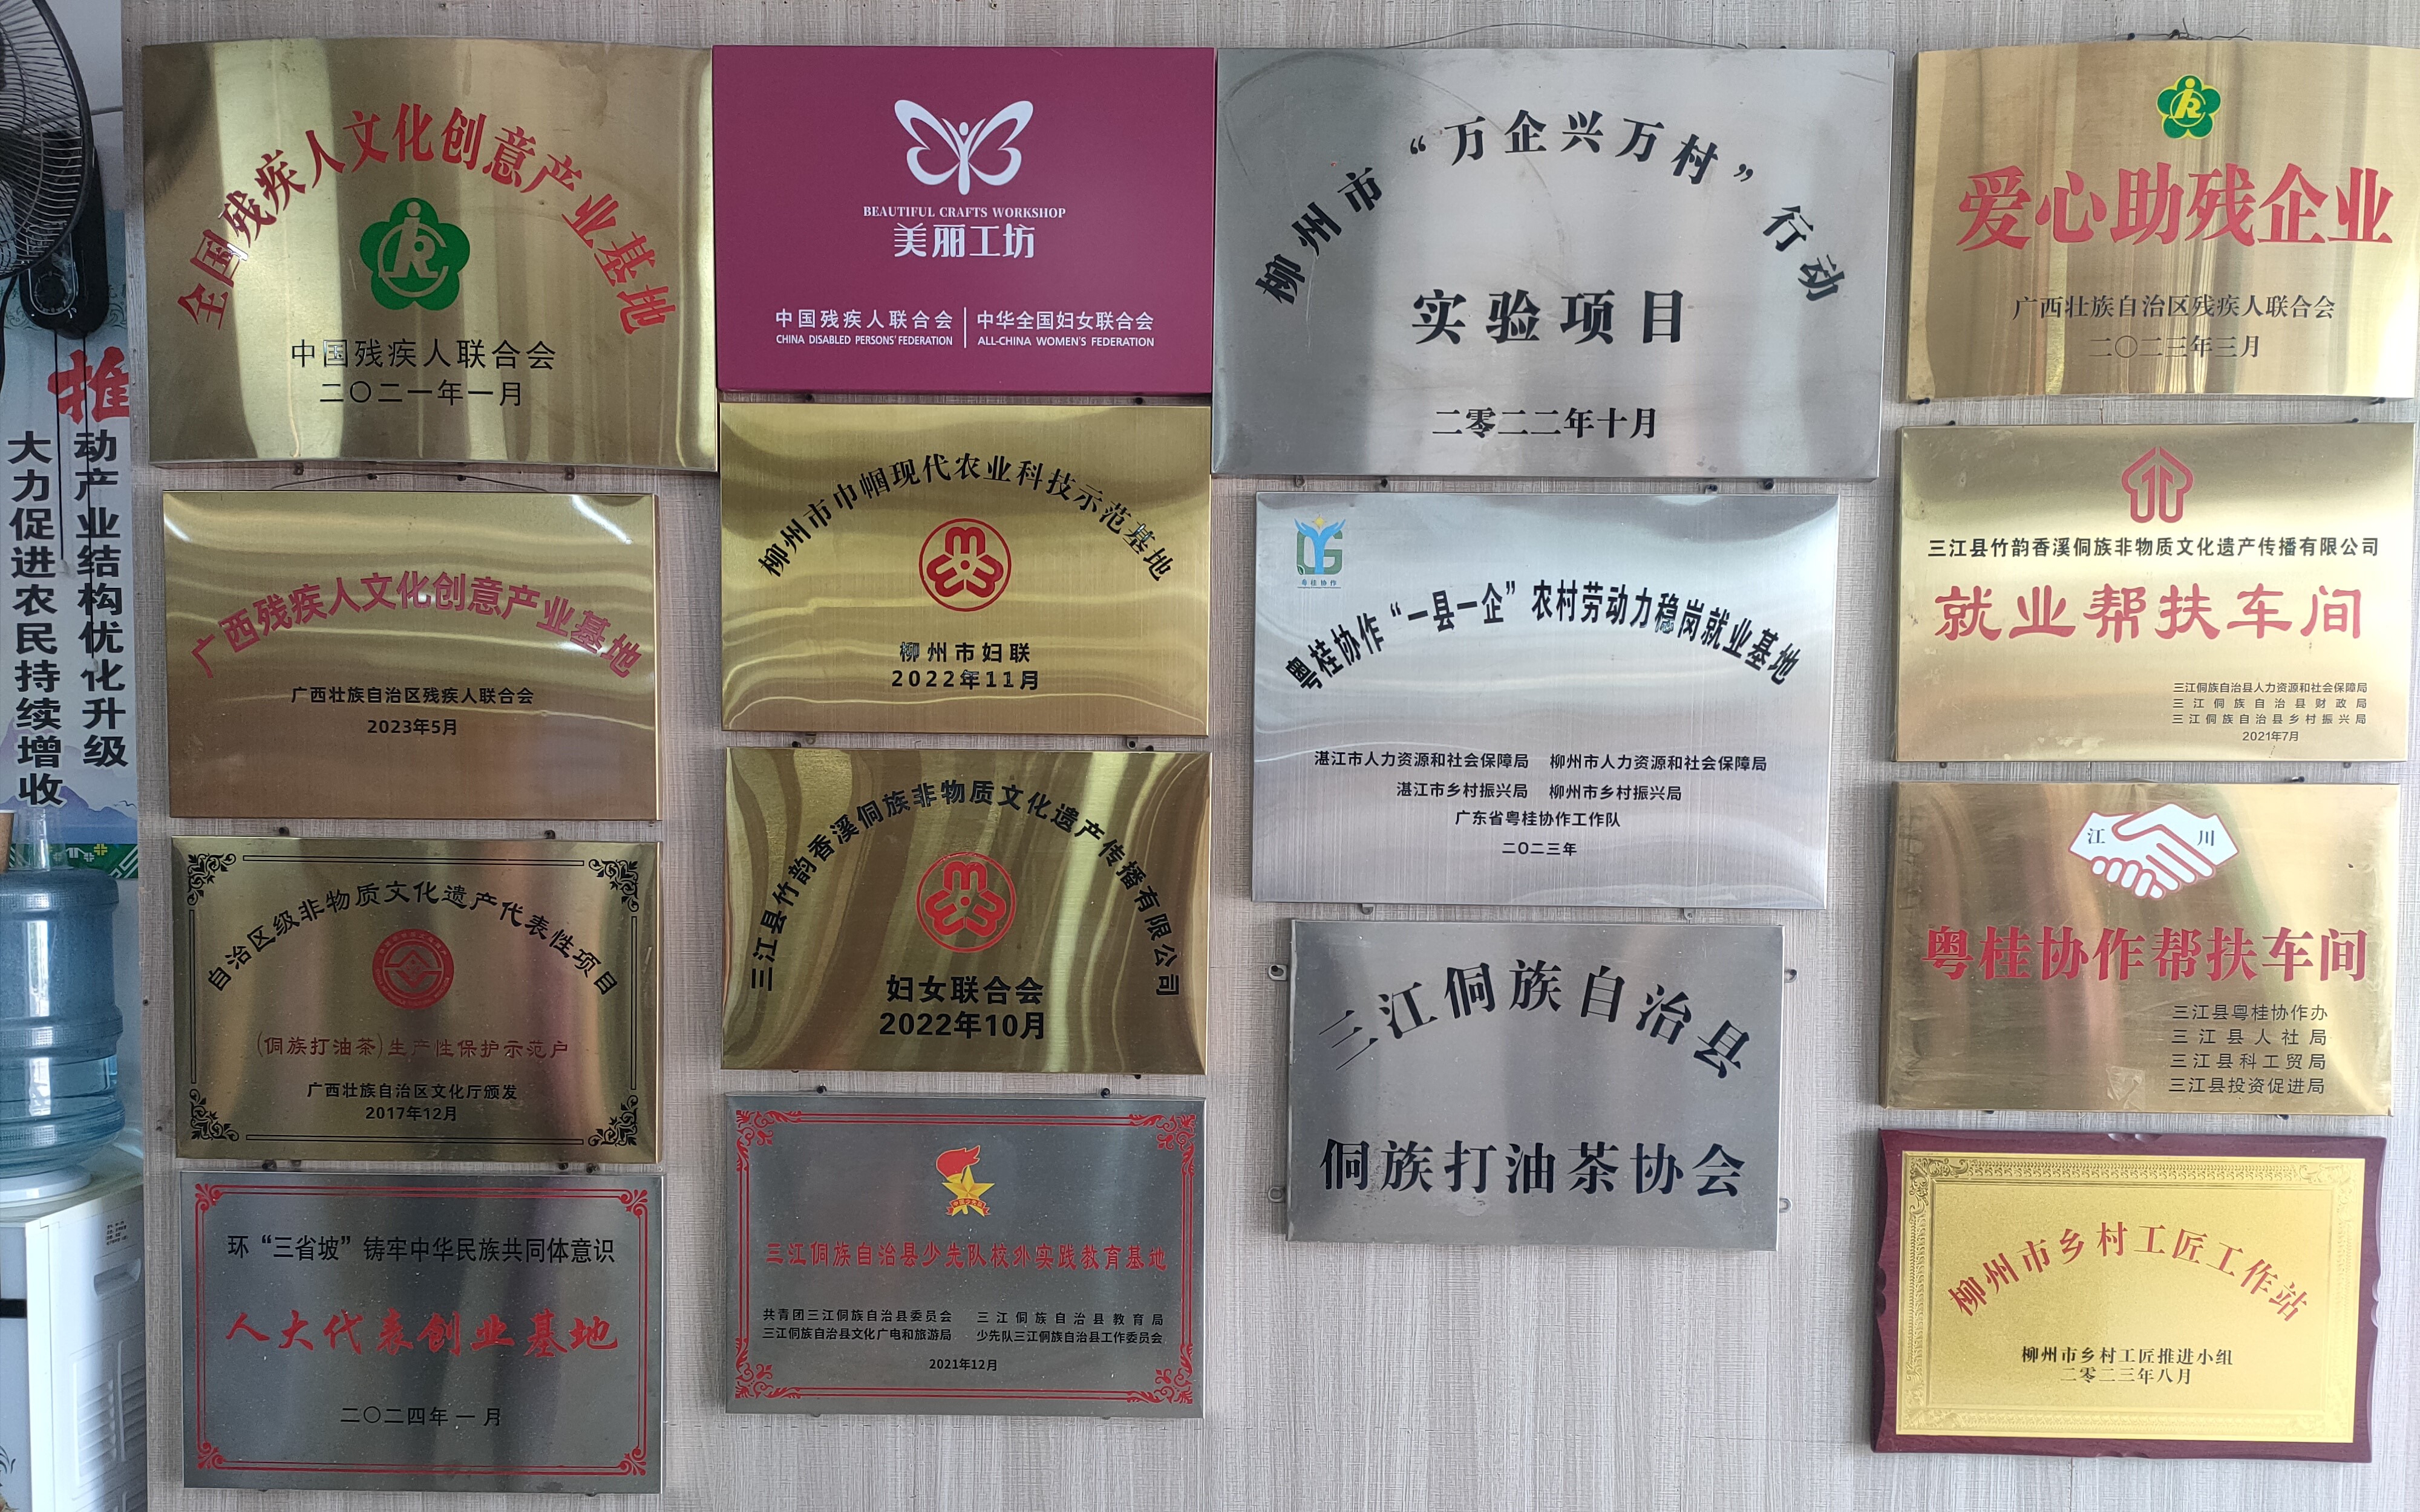 推
动产业结构优化升级
大力促进农民持续增收
全国残疾人文化创意产业基地
中国残疾人联合会
二〇二一年一月
广西残疾人文化创意产业基地
广西壮族自治区残疾人联合会
2023年5月
自治区级非物质文化遗产代表性项目
(侗族打油茶)生产性保护示范户
广西壮族自治区文化厅颁发
2017年12月
环“三省坡”铸牢中华民族共同体意识
人大代表创业基地
二〇二四年一月
BEAUTIFUL CRAFTS WORKSHOP
美丽工坊
中国残疾人联合会 中华全国妇女联合会
CHINA DISABLED PERSONS' FEDERATION ALL-CHINA WOMEN'S FEDERATION
柳州市巾帼现代农业科技示范基地
柳州市妇联
2022年11月
三江县竹韵香溪侗族非物质文化遗产传播有限公司
妇女联合会
2022年10月
三江侗族自治县少先队校外实践教育基地
共青团三江侗族自治县委员会 三江侗族自治县教育局
三江侗族自治县文化广电和旅游局 少先队三江侗族自治县工作委员会
2021年12月
柳州市“万企兴万村”行动
实验项目
二零二二年十月
粤桂协作
粤桂协作“一县一企”农村劳动力稳岗就业基地
湛江市人力资源和社会保障局 柳州市人力资源和社会保障局
湛江市乡村振兴局 柳州市乡村振兴局
广东省粤桂协作工作队
二〇二三年
三江侗族自治县
侗族打油茶协会
爱心助残企业
广西壮族自治区残疾人联合会
二〇二三年三月
三江县竹韵香溪侗族非物质文化遗产传播有限公司
就业帮扶车间
三江侗族自治县人力资源和社会保障局
三江侗族自治县财政局
三江侗族自治县乡村振兴局
2021年7月
江 川
粤桂协作帮扶车间
三江县粤桂协作办
三江县人社局
三江县科工贸局
三江县投资促进局
柳州市乡村工匠工作站
柳州市乡村工匠推进小组
二零二三年八月